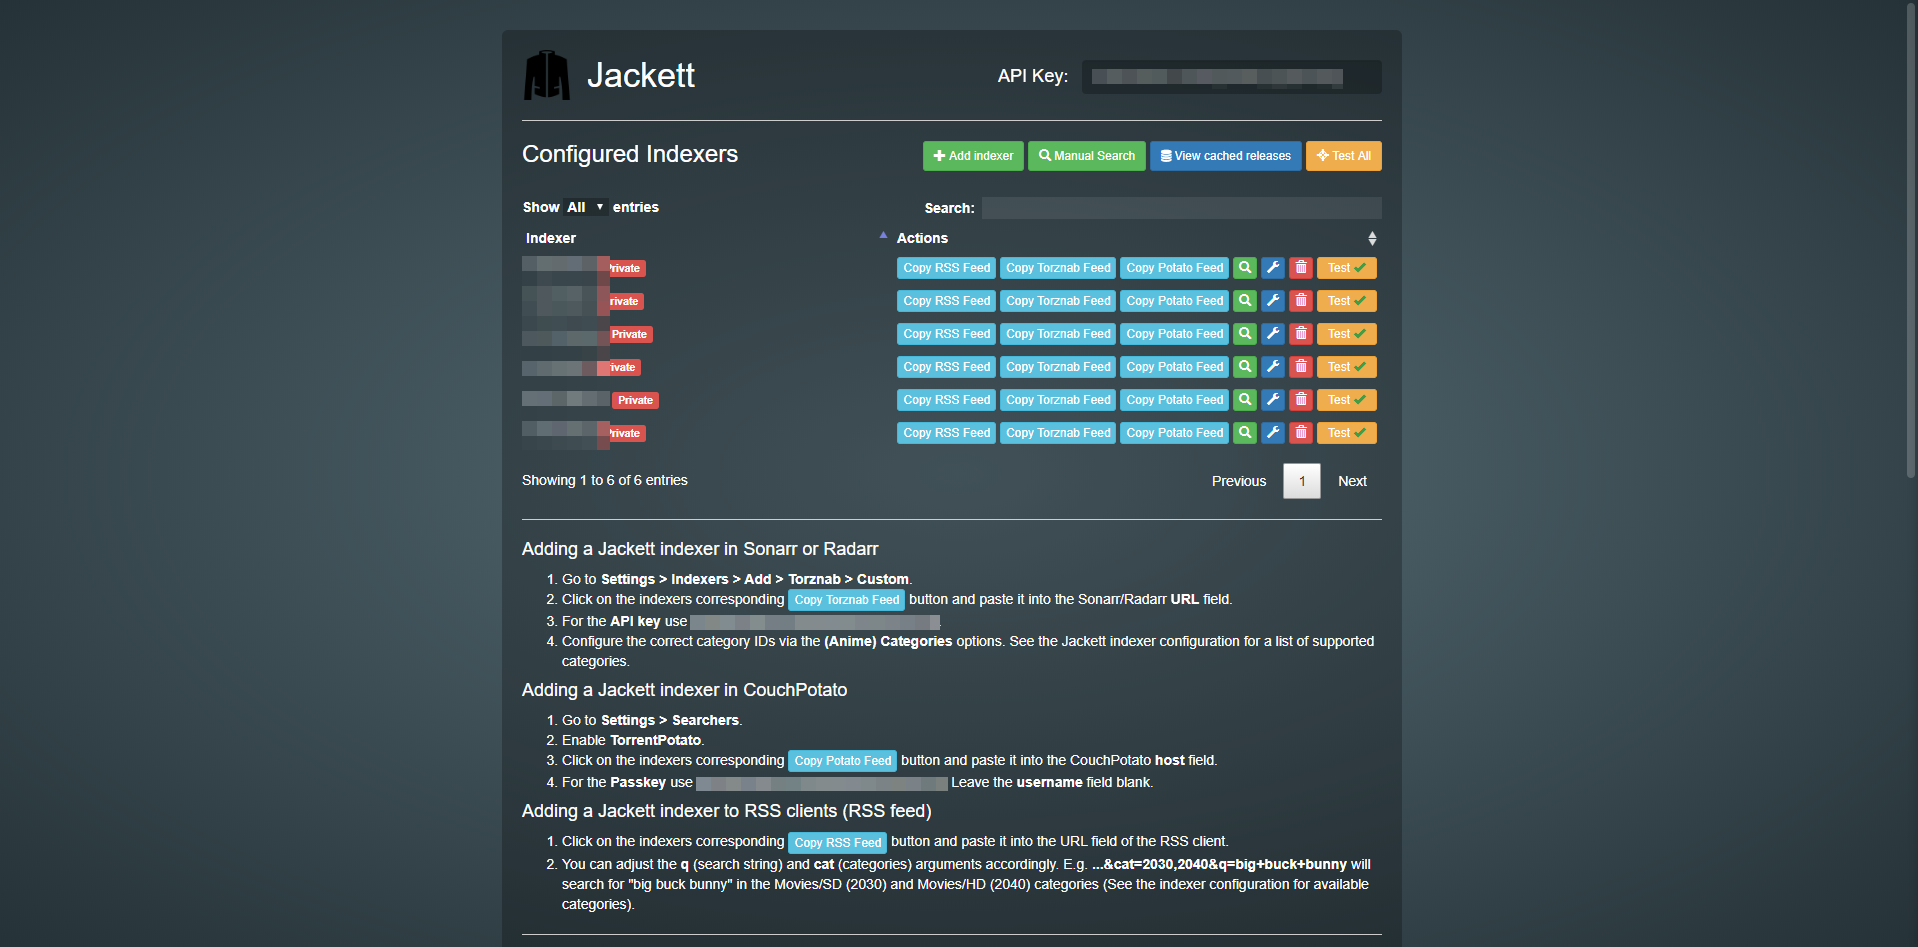 Jackett
API Key:
Configured Indexers
Add indexer Manual Search View cached releases Test All
Show All entries Search:
Indexer Actions
Private Copy RSS Feed Copy Torznab Feed Copy Potato Feed Test
rivate Copy RSS Feed Copy Torznab Feed Copy Potato Feed Test
Private Copy RSS Feed Copy Torznab Feed Copy Potato Feed Test
ivate Copy RSS Feed Copy Torznab Feed Copy Potato Feed Test
Private Copy RSS Feed Copy Torznab Feed Copy Potato Feed Test
Private Copy RSS Feed Copy Torznab Feed Copy Potato Feed Test
Showing 1 to 6 of 6 entries Previous 1 Next
Adding a Jackett indexer in Sonarr or Radarr
1. Go to Settings > Indexers > Add > Torznab > Custom.
2. Click on the indexers corresponding Copy Torznab Feed button and paste it into the Sonarr/Radarr URL field.
3. For the API key use .
4. Configure the correct category IDs via the (Anime) Categories options. See the Jackett indexer configuration for a list of supported
categories.
Adding a Jackett indexer in CouchPotato
1. Go to Settings > Searchers.
2. Enable TorrentPotato.
3. Click on the indexers corresponding Copy Potato Feed button and paste it into the CouchPotato host field.
4. For the Passkey use Leave the username field blank.
Adding a Jackett indexer to RSS clients (RSS feed)
1. Click on the indexers corresponding Copy RSS Feed button and paste it into the URL field of the RSS client.
2. You can adjust the q (search string) and cat (categories) arguments accordingly. E.g. ...&cat=2030,2040&q=big+buck+bunny will
search for "big buck bunny" in the Movies/SD (2030) and Movies/HD (2040) categories (See the indexer configuration for available
categories).